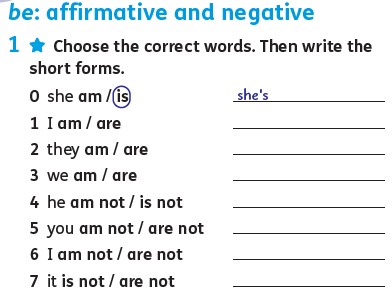 be: affirmative and negative
1 ★ Choose the correct words. Then write the
short forms.
0 she am / is she's
1 I am / are
2 they am / are
3 we am / are
4 he am not / is not
5 you am not / are not
6 I am not / are not
7 it is not / are not